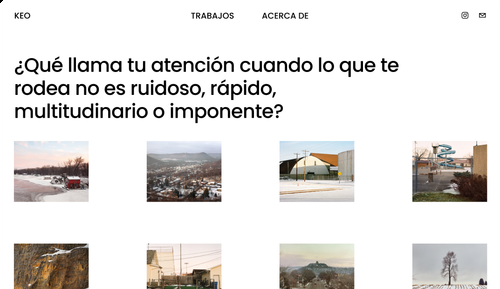 KEO
TRABAJOS
ACERCA DE
¿Qué llama tu atención cuando lo que te
rodea no es ruidoso, rápido,
multitudinario o imponente?